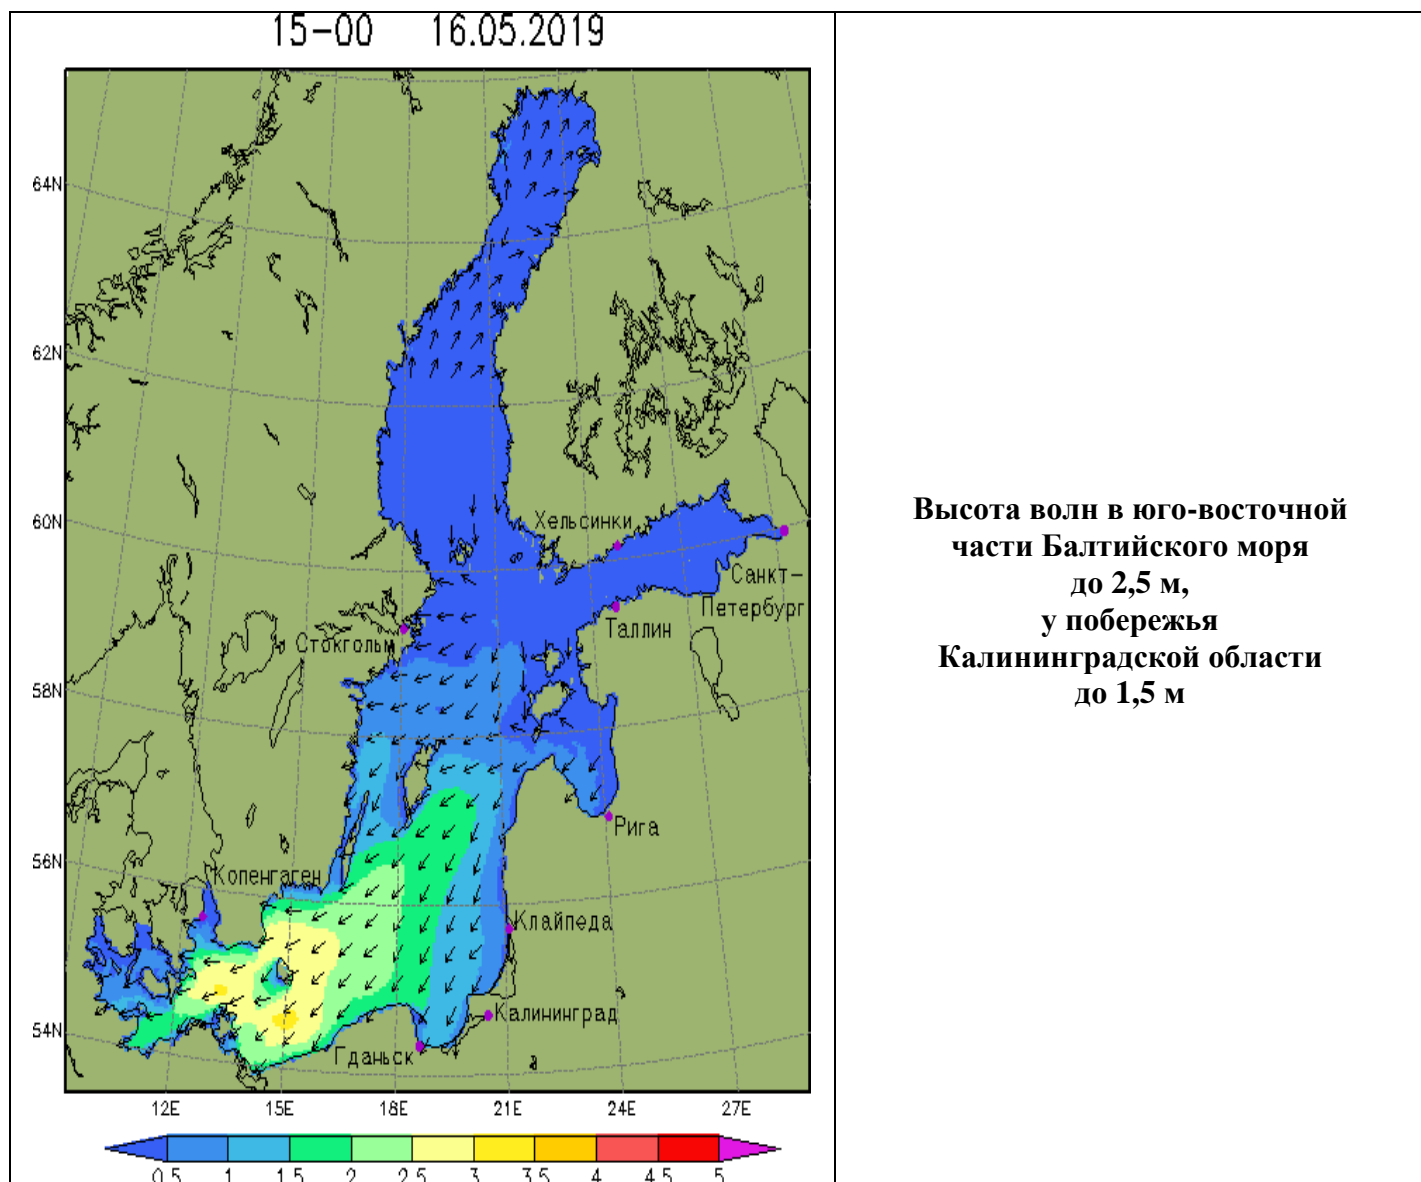 15-00 16.05.2019
64N
62N
60N
58N
56N
54N
Хельсинки
Санкт-
Петербург
Таллин
Стокгольм
Рига
Копенгаген
Клайпеда
Калининград
Гданьск
12E 15E 18E 21E 24E 27E
0.5 1 1.5 2 2.5 3 3.5 4 4.5 5
Высота волн в юго-восточной
части Балтийского моря
до 2,5 м,
у побережья
Калининградской области
до 1,5 м